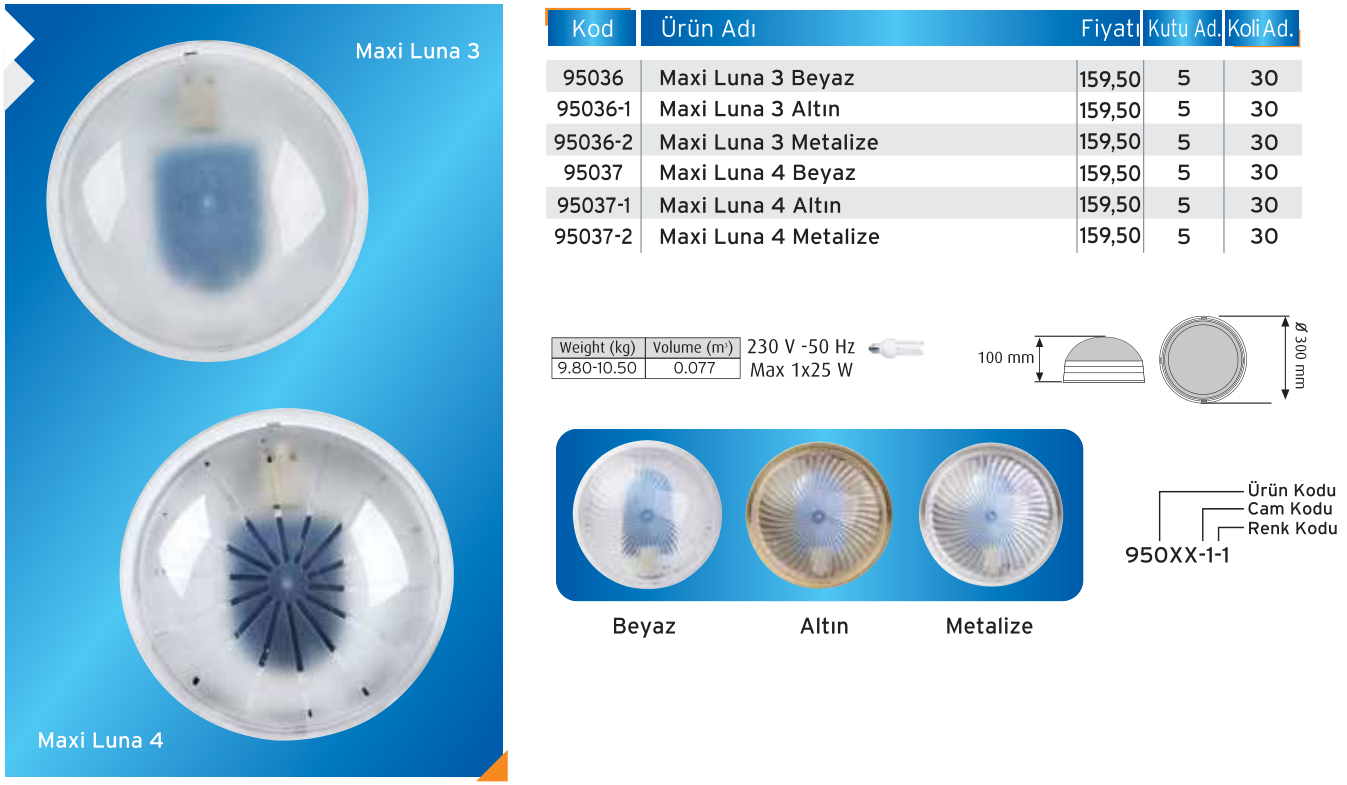 Maxi Luna 3
Maxi Luna 4
Kod Ürün Adı Fiyatı Kutu Ad. Koli Ad.
95036 Maxi Luna 3 Beyaz 159,50 5 30
95036-1 Maxi Luna 3 Altın 159,50 5 30
95036-2 Maxi Luna 3 Metalize 159,50 5 30
95037 Maxi Luna 4 Beyaz 159,50 5 30
95037-1 Maxi Luna 4 Altın 159,50 5 30
95037-2 Maxi Luna 4 Metalize 159,50 5 30
Weight (kg) Volume (m³)
9.80-10.50 0.077
230 V -50 Hz
Max 1x25 W
100 mm
Ø 300 mm
Beyaz Altın Metalize
Ürün Kodu
Cam Kodu
Renk Kodu
950XX-1-1